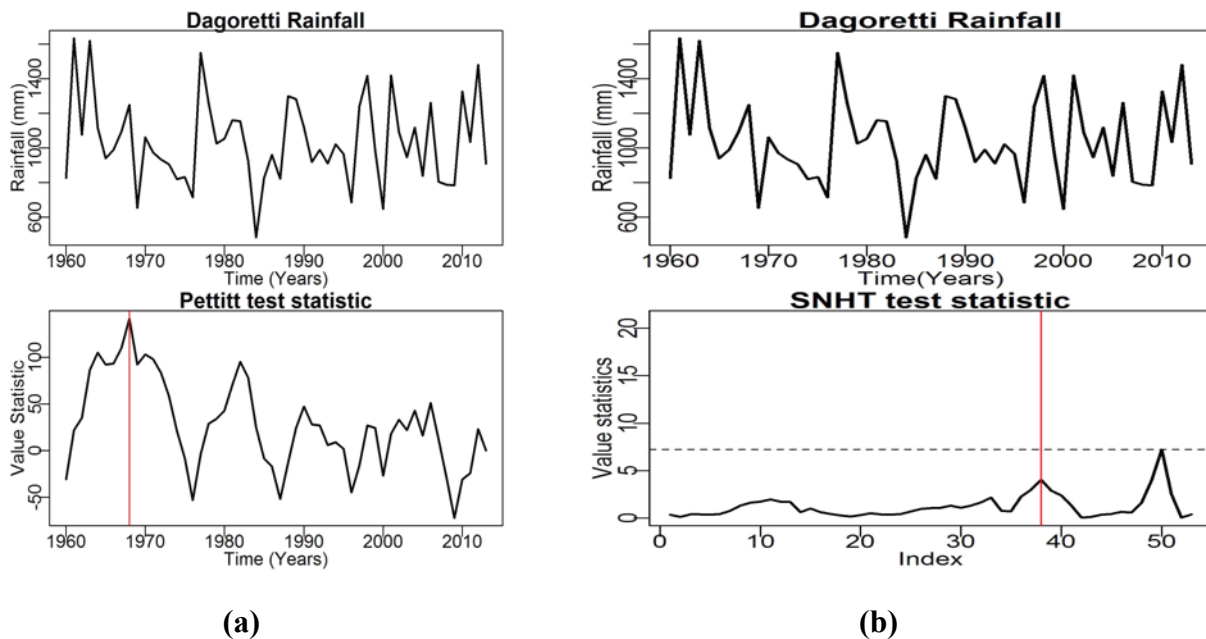 Dagoretti Rainfall
Rainfall (mm)
600 1000 1400
1960 1970 1980 1990 2000 2010
Time (Years)
Pettitt test statistic
Value Statistic
-50 0 50 100
1960 1970 1980 1990 2000 2010
Time (Years)
(a)
Dagoretti Rainfall
Rainfall (mm)
600 1000 1400
1960 1970 1980 1990 2000 2010
Time(Years)
SNHT test statistic
Value statistics
0 5 10 15 20
0 10 20 30 40 50
Index
(b)